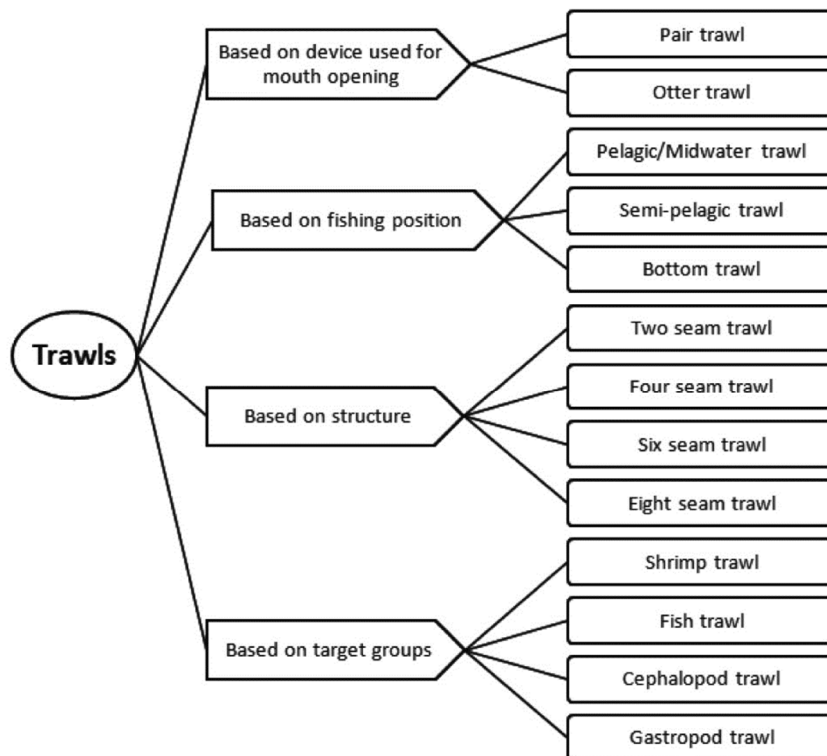 Based on device used for
mouth opening
Pair trawl
Otter trawl
Based on fishing position
Pelagic/Midwater trawl
Semi-pelagic trawl
Bottom trawl
Trawls
Based on structure
Two seam trawl
Four seam trawl
Six seam trawl
Eight seam trawl
Based on target groups
Shrimp trawl
Fish trawl
Cephalopod trawl
Gastropod trawl